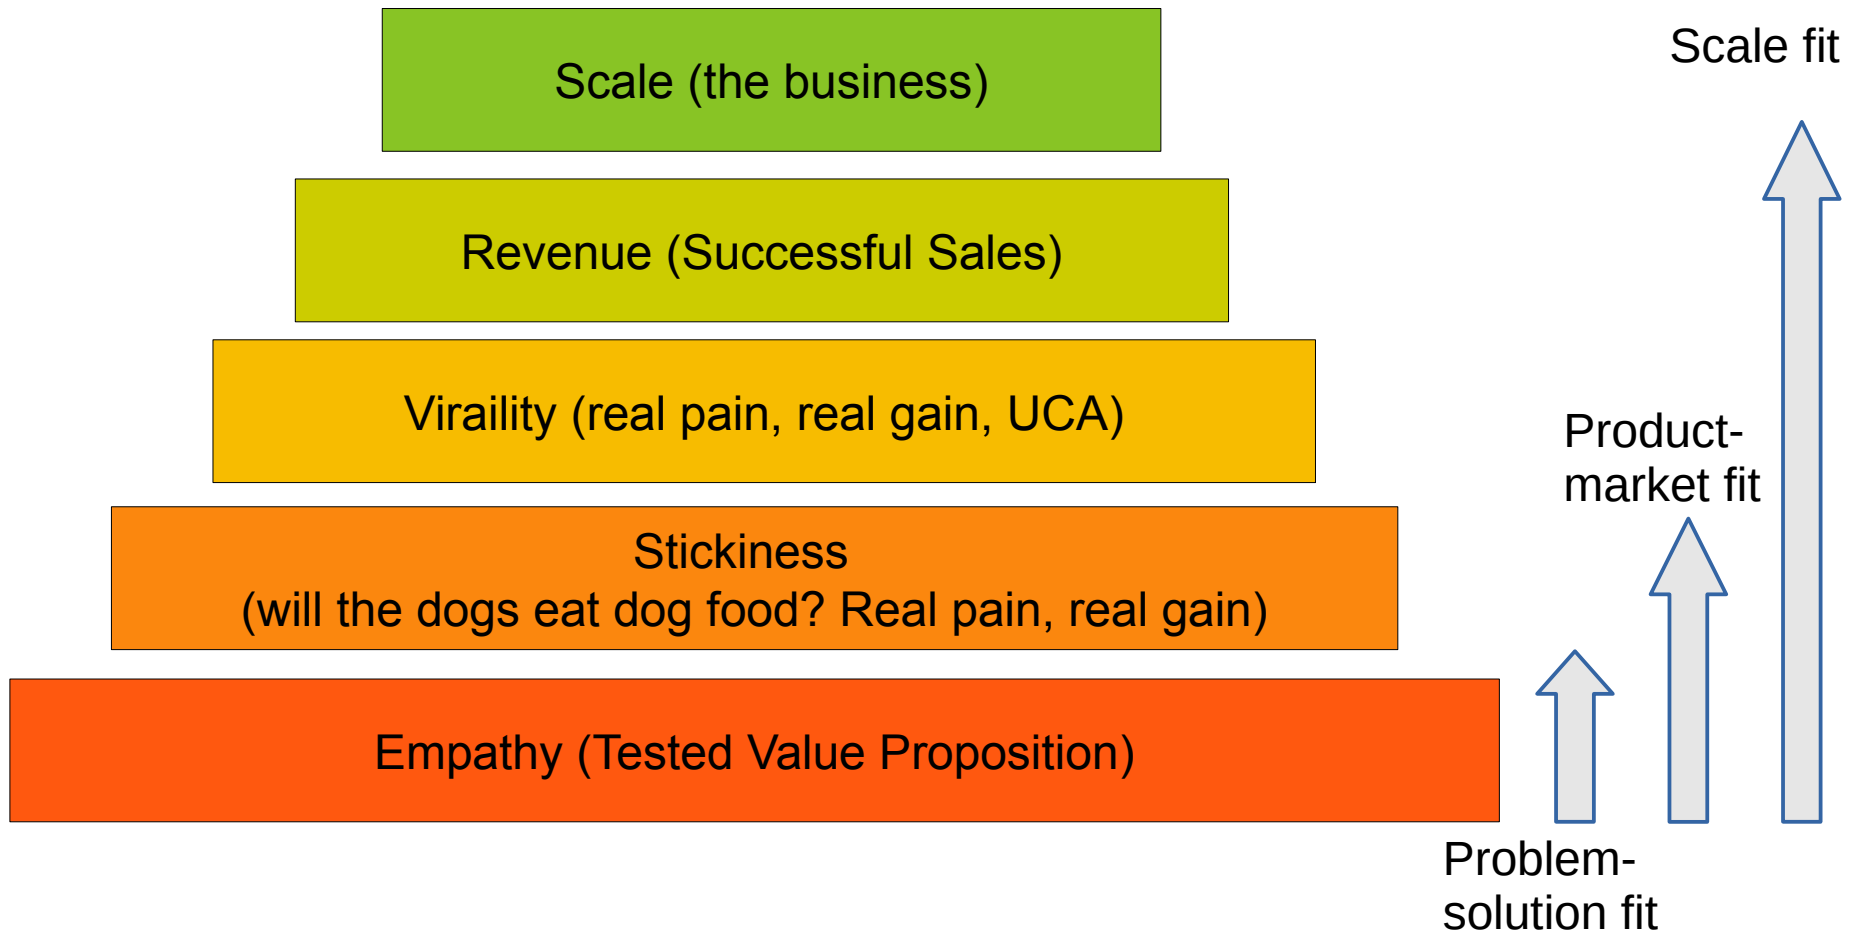 Scale (the business)
Scale fit
Revenue (Successful Sales)
Viraility (real pain, real gain, UCA)
Product-
market fit
Stickiness
(will the dogs eat dog food? Real pain, real gain)
Empathy (Tested Value Proposition)
Problem-
solution fit